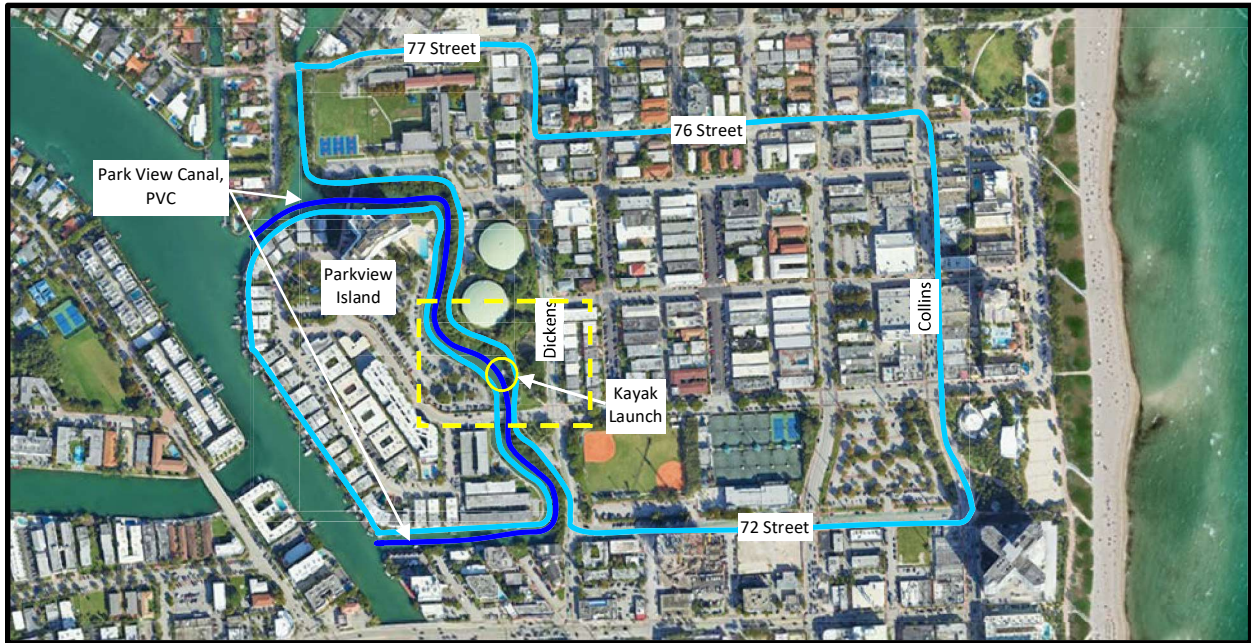 77 Street
76 Street
Park View Canal,
PVC
Parkview
Island
Dickens
Collins
Kayak
Launch
72 Street